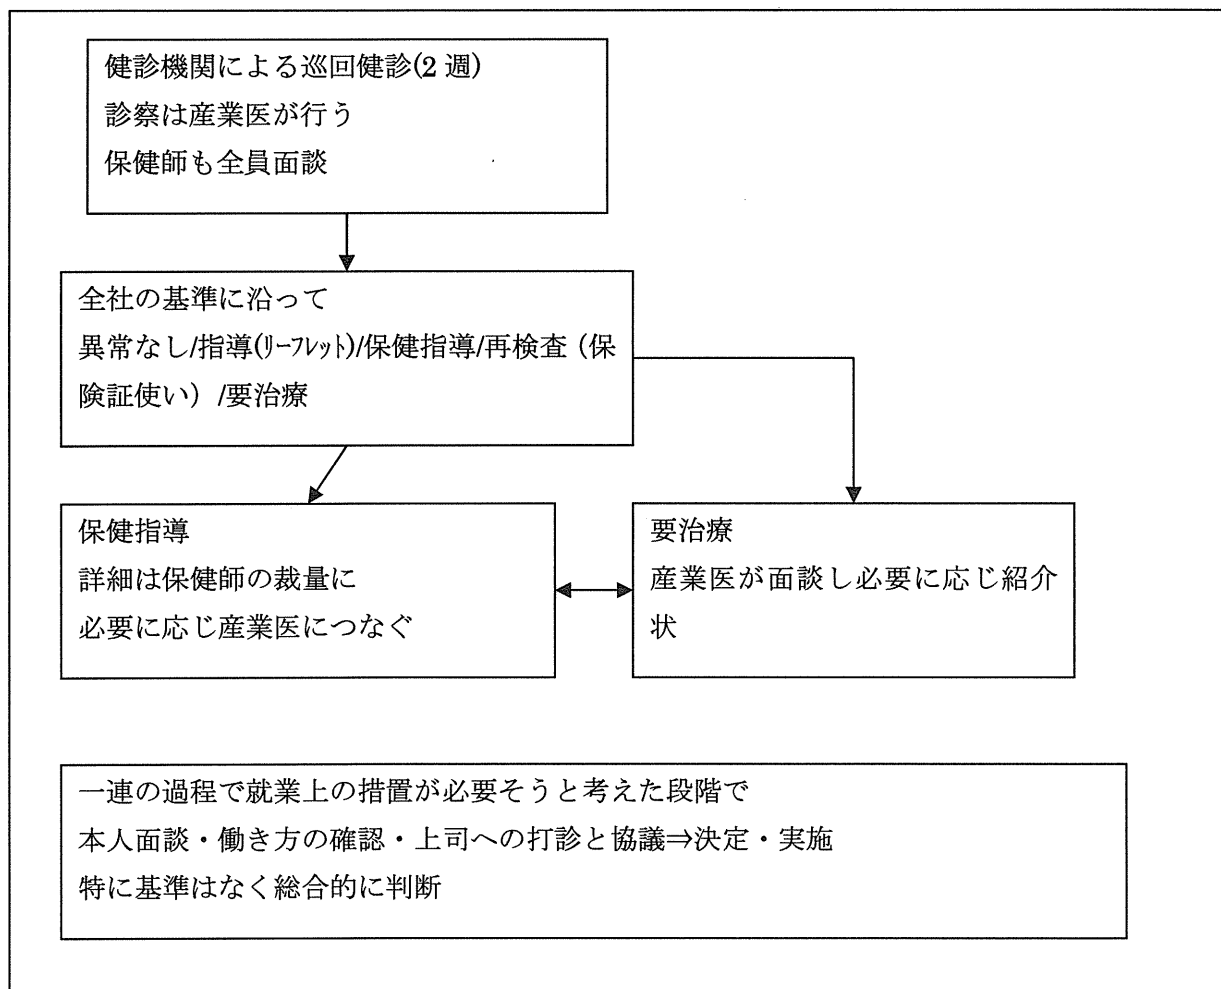 健診機関による巡回健診(2週)
診察は産業医が行う
保健師も全員面談
全社の基準に沿って
異常なし/指導(ﾘｰﾌﾚｯﾄ)/保健指導/再検査（保
険証使い）/要治療
保健指導
詳細は保健師の裁量に
必要に応じ産業医につなぐ
要治療
産業医が面談し必要に応じ紹介
状
一連の過程で就業上の措置が必要そうと考えた段階で
本人面談・働き方の確認・上司への打診と協議⇒決定・実施
特に基準はなく総合的に判断